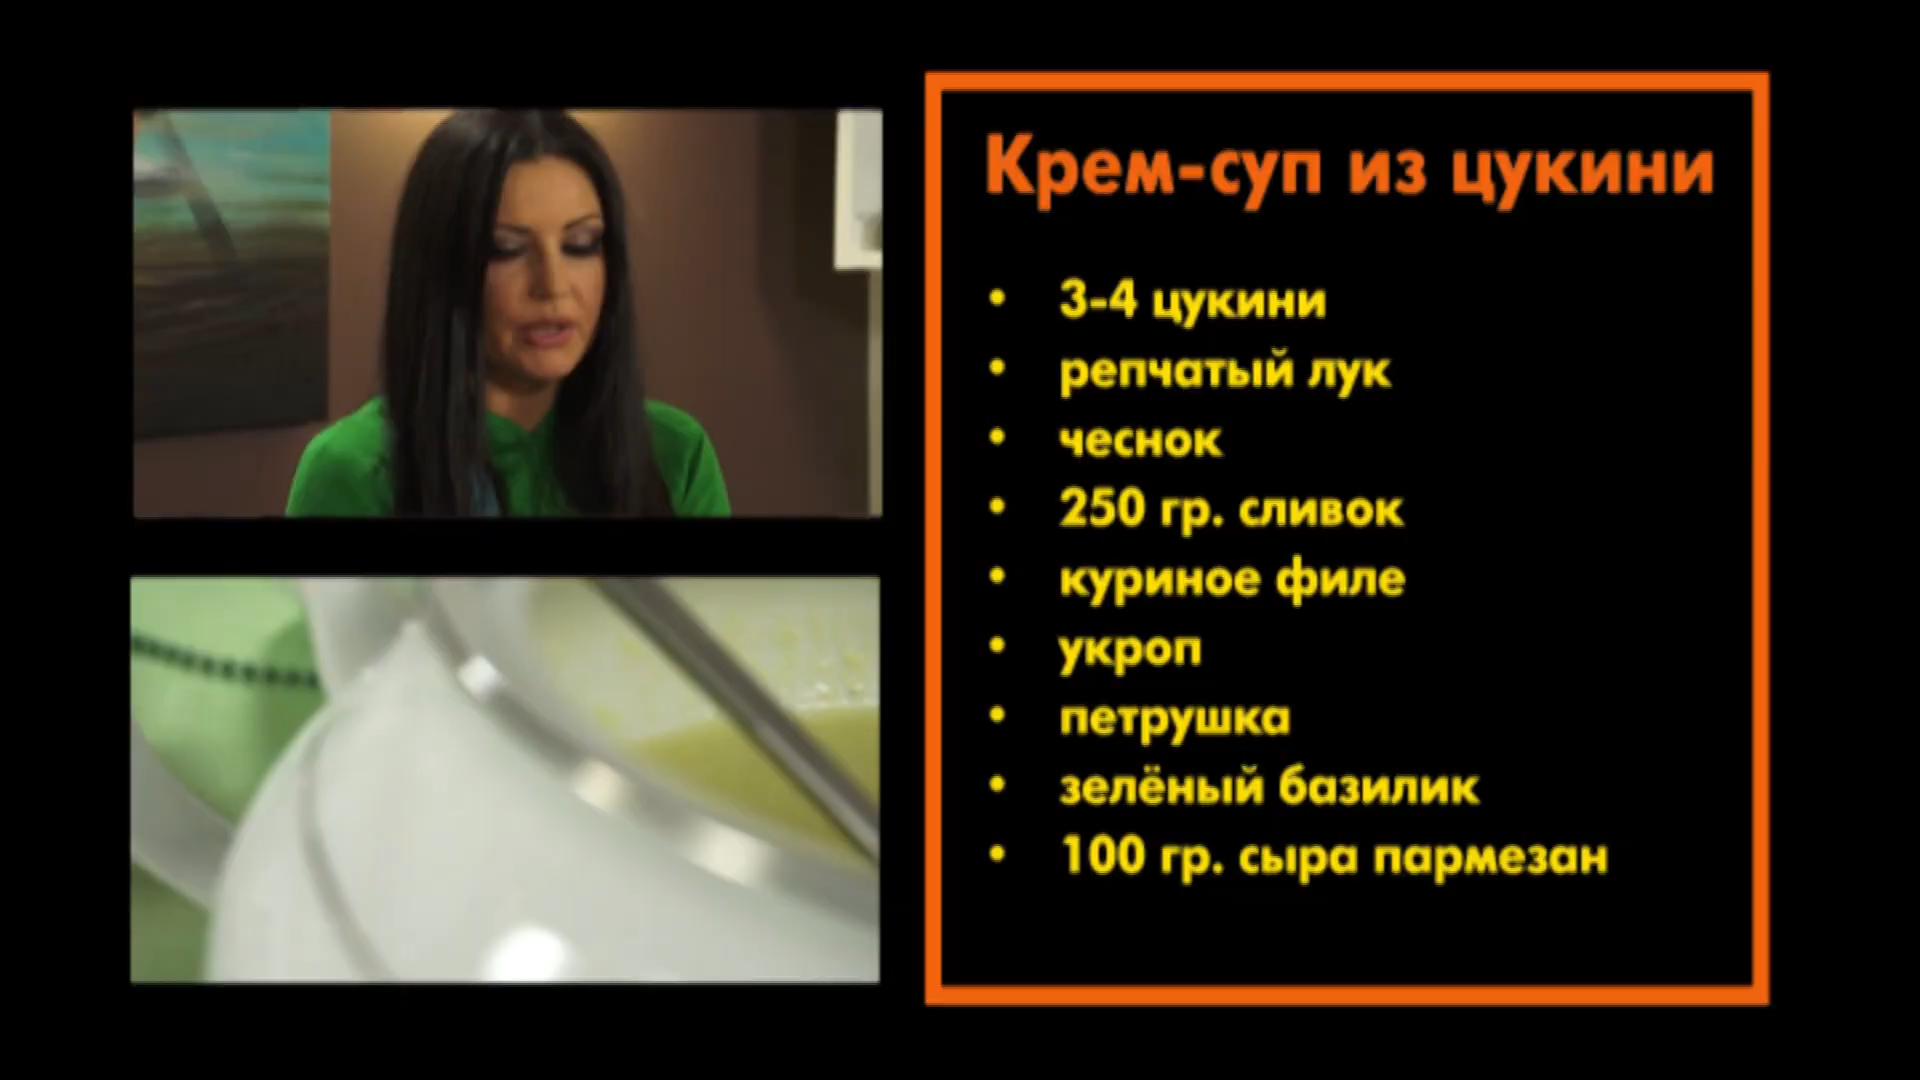 Крем-суп из цукини
• 3-4 цукини
• репчатый лук
• чеснок
• 250 гр. сливок
• куриное филе
• укроп
• петрушка
• зелёный базилик
• 100 гр. сыра пармезан